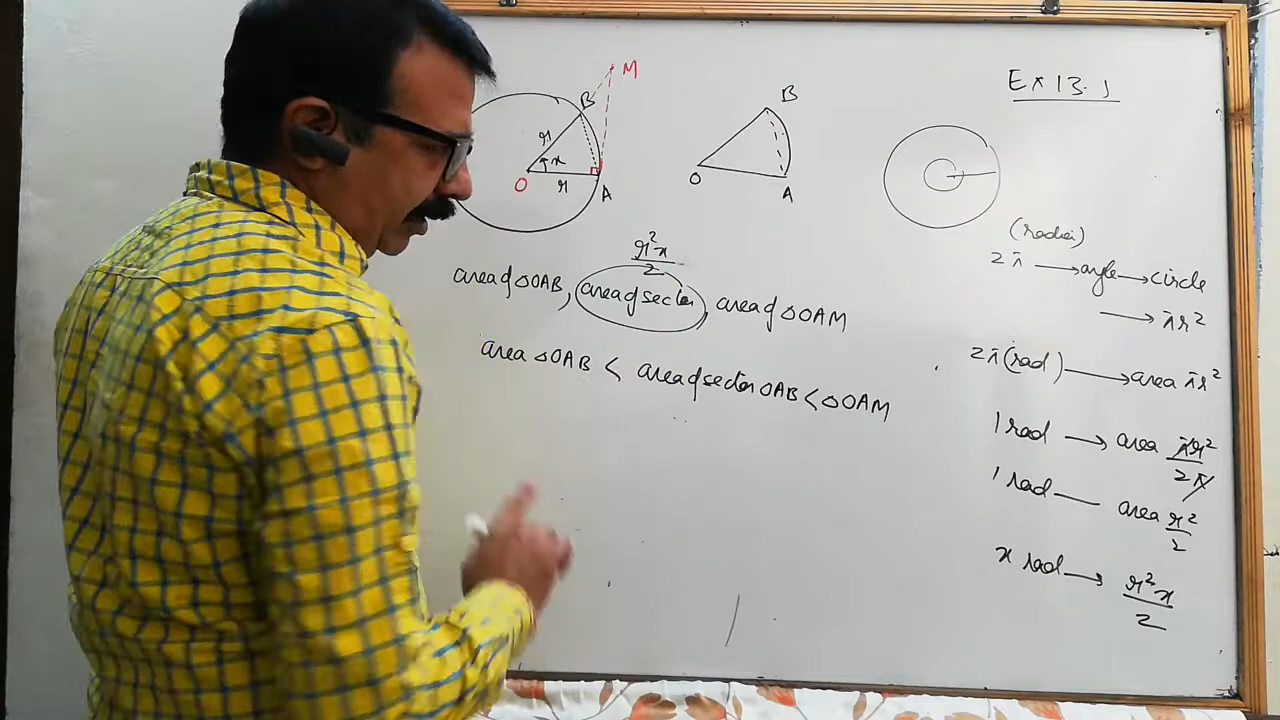 Ex 13.1
M
B
r x
O r A
B
O
A
r²x/2
area of △OAB, area of sector, area of △OAM
area △OAB < area of sector OAB < △OAM
2π → angle → circle
→ πr²
2π(rad) → area πr²
1 rad → area πr²/2π
1 rad — area r²/2
x rad → r²x/2